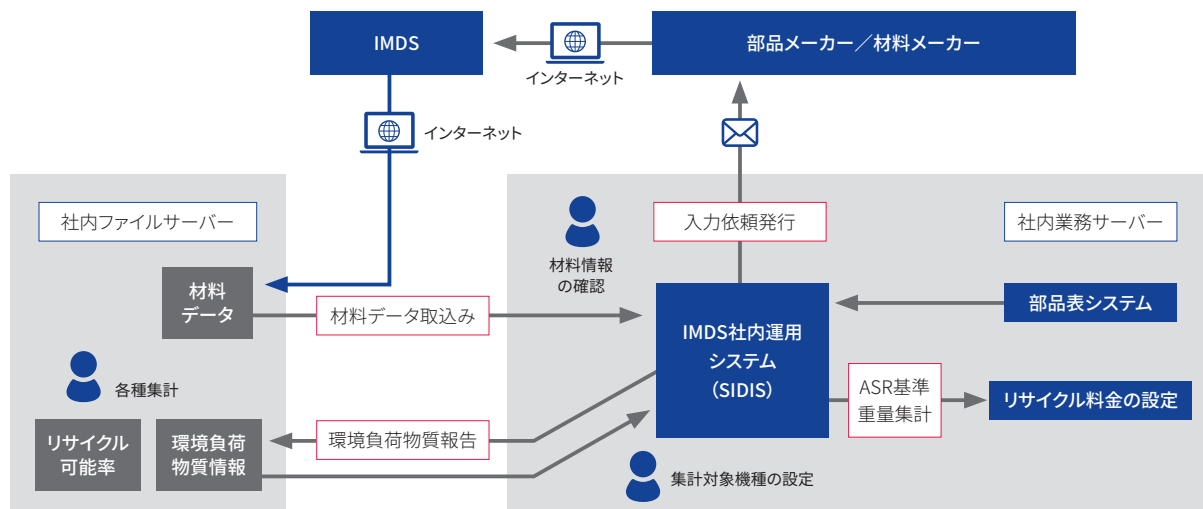 IMDS
インターネット
部品メーカー／材料メーカー
インターネット
社内ファイルサーバー
材料
データ
材料データ取込み
各種集計
リサイクル
可能率
環境負荷
物質情報
環境負荷物質報告
材料情報
の確認
入力依頼発行
社内業務サーバー
IMDS社内運用
システム
（SIDIS）
部品表システム
ASR基準
重量集計
リサイクル料金の設定
集計対象機種の設定